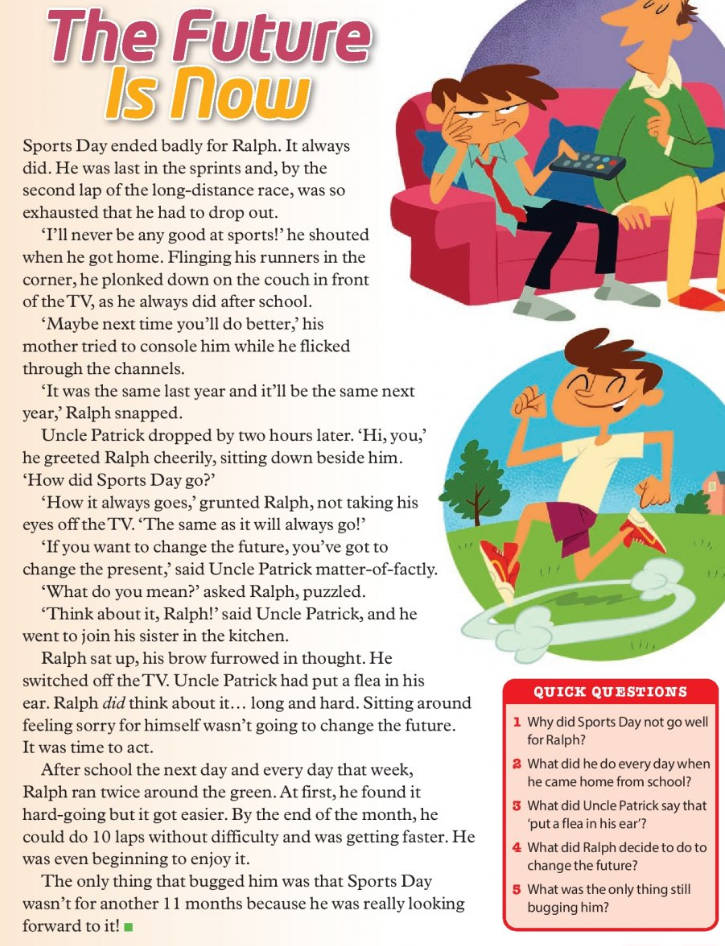 The Future
Is Now
Sports Day ended badly for Ralph. It always
did. He was last in the sprints and, by the
second lap of the long-distance race, was so
exhausted that he had to drop out.
‘I’ll never be any good at sports!’ he shouted
when he got home. Flinging his runners in the
corner, he plonked down on the couch in front
of the TV, as he always did after school.
‘Maybe next time you’ll do better,’ his
mother tried to console him while he flicked
through the channels.
‘It was the same last year and it’ll be the same next
year,’ Ralph snapped.
Uncle Patrick dropped by two hours later. ‘Hi, you,’
he greeted Ralph cheerily, sitting down beside him.
‘How did Sports Day go?’
‘How it always goes,’ grunted Ralph, not taking his
eyes off the TV. ‘The same as it will always go!’
‘If you want to change the future, you’ve got to
change the present,’ said Uncle Patrick matter-of-factly.
‘What do you mean?’ asked Ralph, puzzled.
‘Think about it, Ralph!’ said Uncle Patrick, and he
went to join his sister in the kitchen.
Ralph sat up, his brow furrowed in thought. He
switched off the TV. Uncle Patrick had put a flea in his
ear. Ralph did think about it… long and hard. Sitting around
feeling sorry for himself wasn’t going to change the future.
It was time to act.
After school the next day and every day that week,
Ralph ran twice around the green. At first, he found it
hard-going but it got easier. By the end of the month, he
could do 10 laps without difficulty and was getting faster. He
was even beginning to enjoy it.
The only thing that bugged him was that Sports Day
wasn’t for another 11 months because he was really looking
forward to it!
QUICK QUESTIONS
1 Why did Sports Day not go well
for Ralph?
2 What did he do every day when
he came home from school?
3 What did Uncle Patrick say that
‘put a flea in his ear’?
4 What did Ralph decide to do to
change the future?
5 What was the only thing still
bugging him?